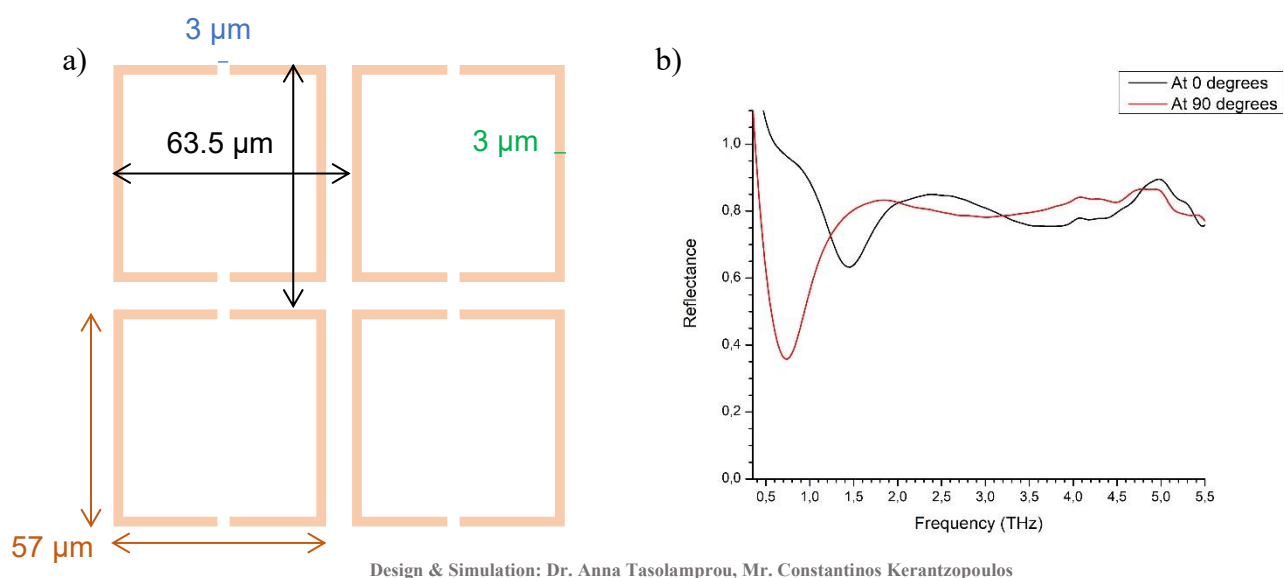 a)
3 µm
63.5 µm
3 µm
57 µm
b)
At 0 degrees
At 90 degrees
1,0
0,8
0,6
0,4
0,2
0,0
Reflectance
0,5 1,0 1,5 2,0 2,5 3,0 3,5 4,0 4,5 5,0 5,5
Frequency (THz)
Design & Simulation: Dr. Anna Tasolamprou, Mr. Constantinos Kerantzopoulos